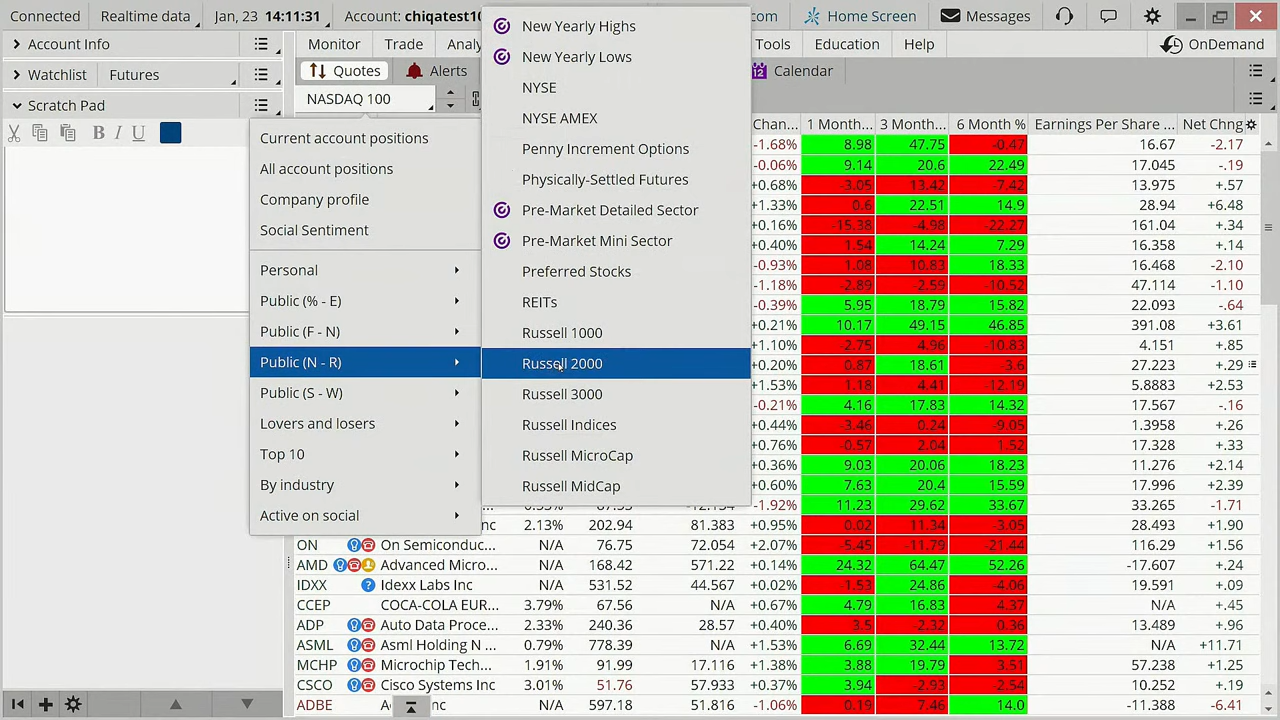 Connected Realtime data Jan, 23 14:11:31 Account: chiqatest10 .com Home Screen Messages
Account Info Monitor Trade Analy Tools Education Help OnDemand
Watchlist Futures Quotes Alerts Calendar
Scratch Pad NASDAQ 100
B I U
Current account positions
All account positions
Company profile
Social Sentiment
Personal
Public (% - E)
Public (F - N)
Public (N - R)
Public (S - W)
Lovers and losers
Top 10
By industry
Active on social
New Yearly Highs
New Yearly Lows
NYSE
NYSE AMEX
Penny Increment Options
Physically-Settled Futures
Pre-Market Detailed Sector
Pre-Market Mini Sector
Preferred Stocks
REITs
Russell 1000
Russell 2000
Russell 3000
Russell Indices
Russell MicroCap
Russell MidCap
Chan... 1 Month... 3 Month... 6 Month % Earnings Per Share ... Net Chng
-1.68% 8.98 47.75 -0.47 16.67 -2.17
-0.06% 9.14 20.6 22.49 17.045 -.19
+0.68% -3.05 13.42 -7.42 13.975 +.57
+1.33% 0.6 22.51 14.9 28.94 +6.48
+0.16% -15.38 -4.98 -22.27 161.04 +.34
+0.40% 1.54 14.24 7.29 16.358 +.14
-0.93% 1.08 10.83 18.33 16.468 -2.10
-1.18% -2.89 -2.59 -10.52 47.114 -1.10
-0.39% 5.95 18.79 15.82 22.093 -.64
+0.21% 10.17 49.15 46.85 391.08 +3.61
+1.10% -2.75 4.96 -10.83 4.151 +.85
+0.20% 0.87 18.61 -3.6 27.223 +.29
+1.53% 1.18 4.41 -12.19 5.8883 +2.53
-0.21% 4.16 17.83 14.32 17.567 -.16
+0.44% -3.46 0.24 -9.05 1.3958 +.26
+0.76% -0.57 2.04 1.52 17.328 +.33
+0.36% 9.03 20.06 18.23 11.276 +2.14
+0.60% 7.63 20.4 15.59 17.996 +2.39
-1.92% 11.23 29.62 33.67 33.265 -1.71
nc 2.13% 202.94 81.383 +0.95% 0.02 11.34 -3.05 28.493 +1.90
On Semiconduc... N/A 76.75 72.054 +2.07% -5.45 -11.79 -21.44 116.29 +1.56
AMD Advanced Micro... N/A 168.42 571.22 +0.14% 24.32 64.47 52.26 -17.607 +.24
IDXX Idexx Labs Inc N/A 531.52 44.567 +0.02% -1.53 24.86 -4.06 19.591 +.09
CCEP COCA-COLA EUR... 3.79% 67.56 N/A +0.67% 4.79 16.83 4.37 N/A +.45
ADP Auto Data Proce... 2.33% 240.36 28.57 +0.40% 3.5 -2.32 0.36 13.489 +.96
ASML Asml Holding N ... 0.79% 778.39 N/A +1.53% 6.69 32.44 13.72 N/A +11.71
MCHP Microchip Tech... 1.91% 91.99 17.116 +1.38% 3.88 19.79 3.51 57.238 +1.25
CSCO Cisco Systems Inc 3.01% 51.76 57.933 +0.37% 3.94 -2.93 -2.54 10.252 +.19
ADBE nc N/A 597.18 51.816 -1.06% 0.19 7.46 14.0 11.891 -6.41